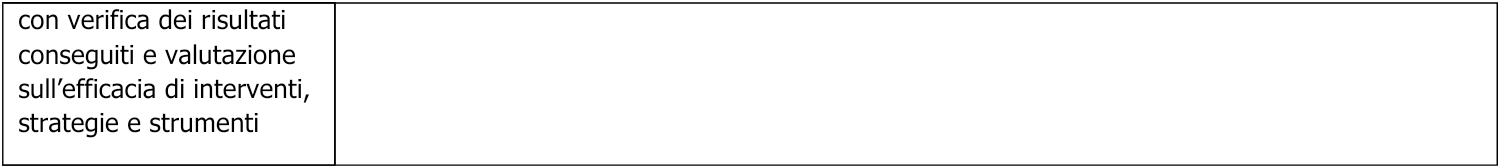 con verifica dei risultati
conseguiti e valutazione
sull’efficacia di interventi,
strategie e strumenti